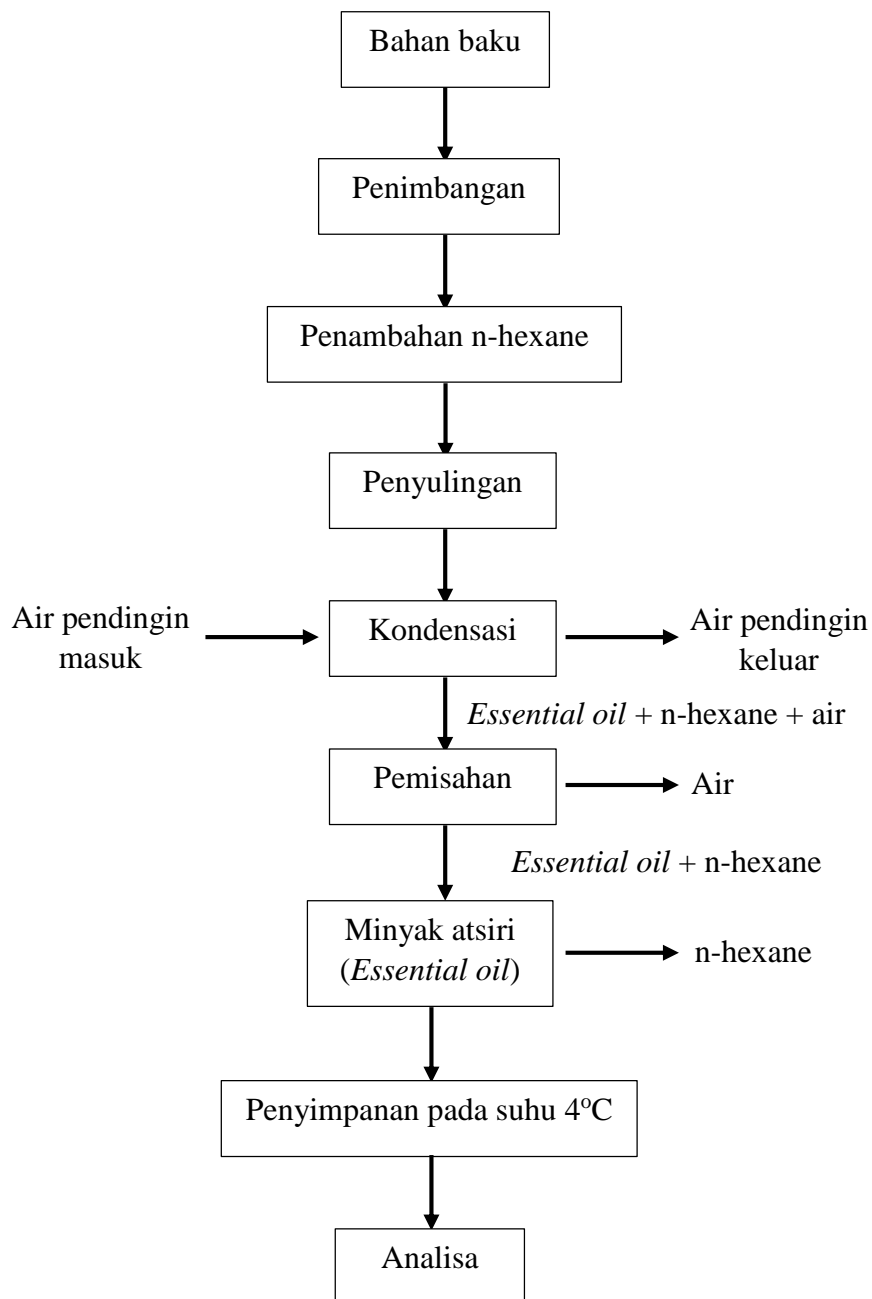 Bahan baku
Penimbangan
Penambahan n-hexane
Penyulingan
Air pendingin
masuk
Kondensasi
Air pendingin
keluar
Essential oil + n-hexane + air
Pemisahan
Air
Essential oil + n-hexane
Minyak atsiri
(Essential oil)
n-hexane
Penyimpanan pada suhu 4°C
Analisa